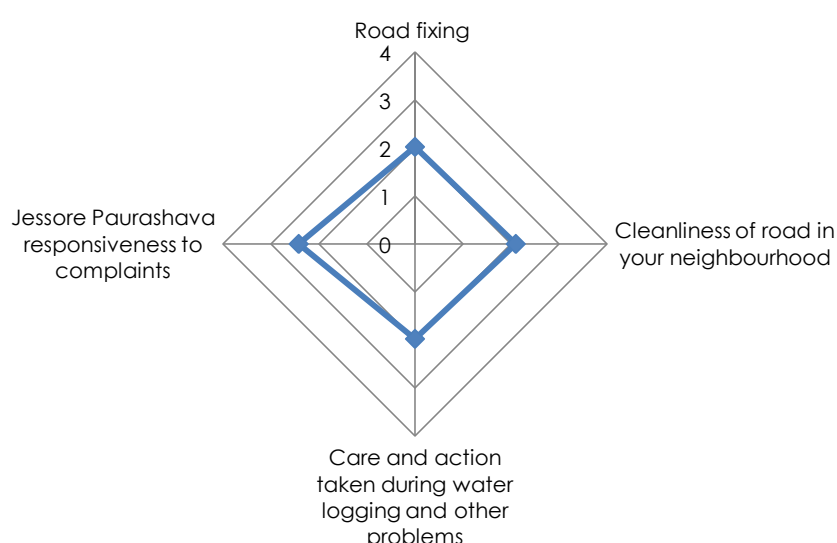 Road fixing
4
3
2
1
0
Jessore Paurashava
responsiveness to
complaints
Cleanliness of road in
your neighbourhood
Care and action
taken during water
logging and other
problems